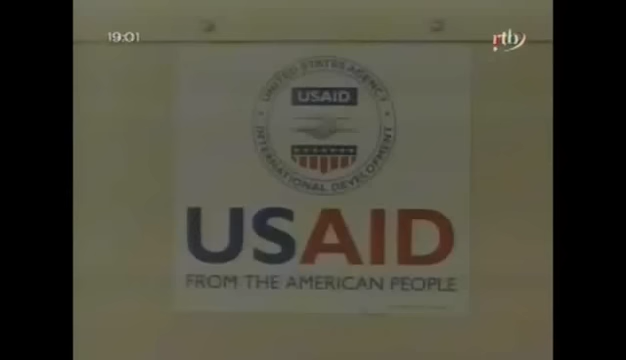 19:01
rtb
UNITED STATES AGENCY
USAID
INTERNATIONAL DEVELOPMENT
USAID
FROM THE AMERICAN PEOPLE